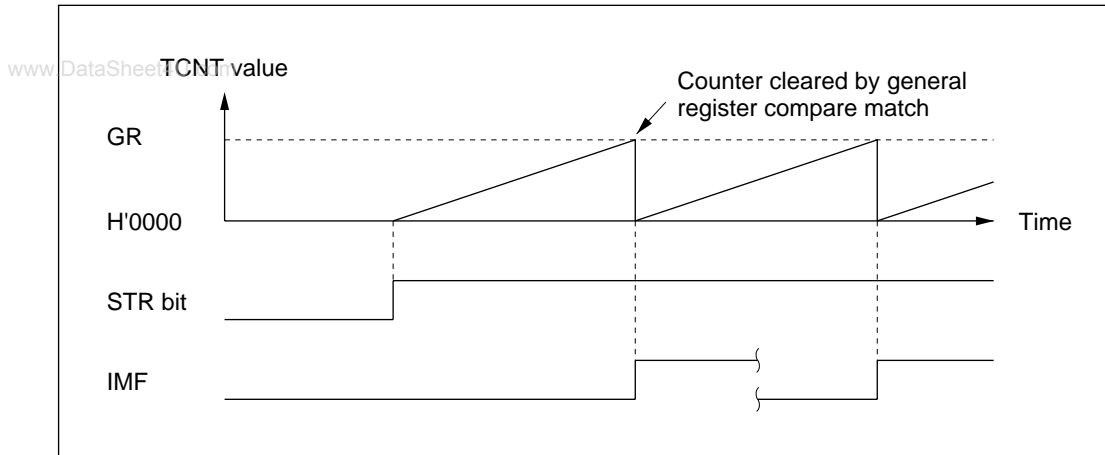 www.DataSheet4U.com
TCNT value
Counter cleared by general
register compare match
GR
H'0000
Time
STR bit
IMF